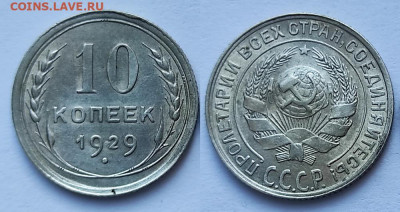 COINS.LAVE.RU
10
КОПЕЕК
1929
ПРОЛЕТАРИИ ВСЕХ СТРАН, СОЕДИНЯЙТЕСЬ!
С.С.С.Р.